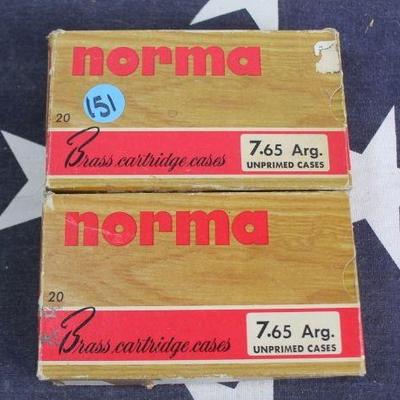 norma
151
20
Brass.cartridge.cases
7.65 Arg.
UNPRIMED CASES
norma
20
Brass.cartridge.cases
7.65 Arg.
UNPRIMED CASES